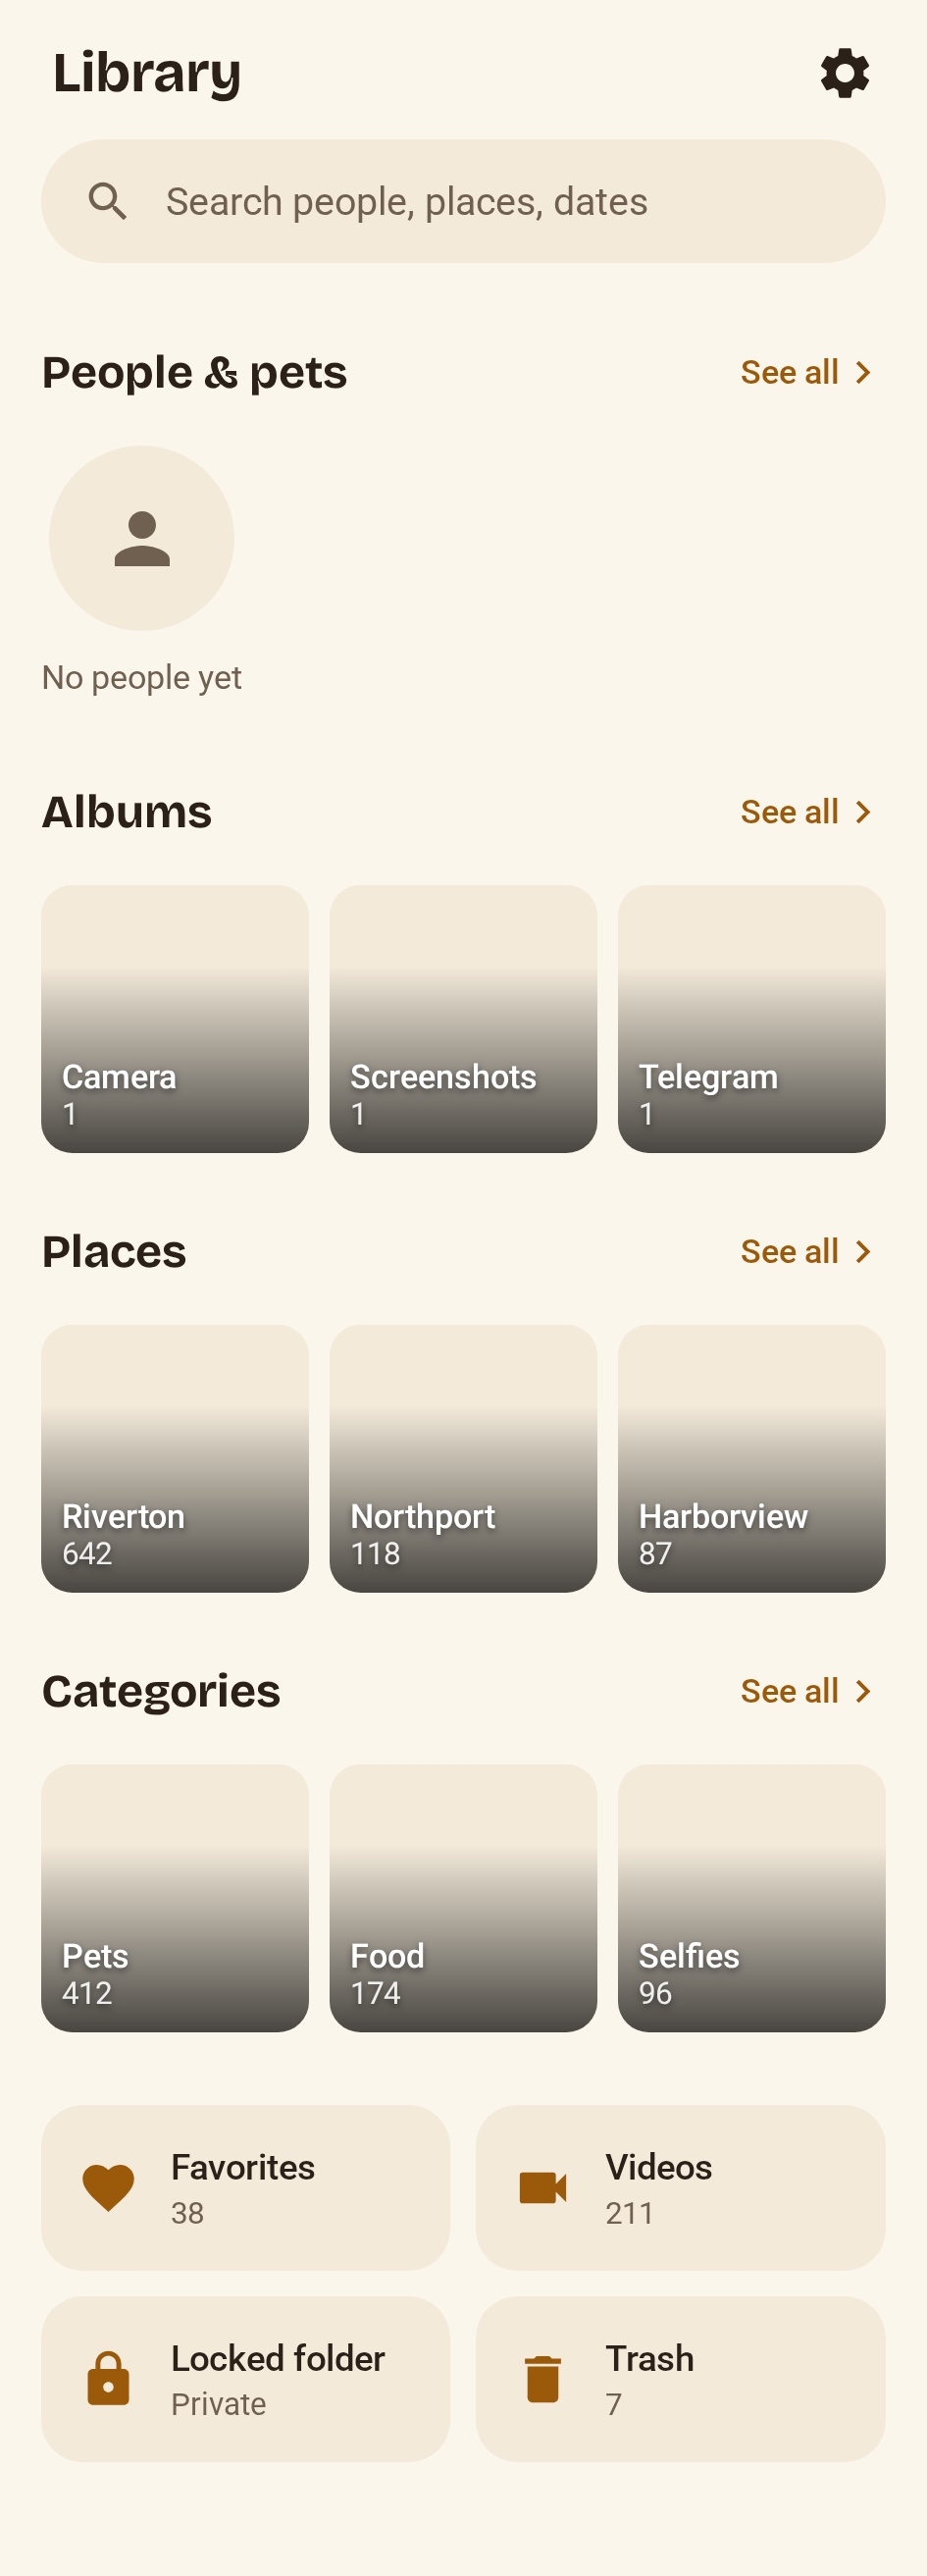 Library
Search people, places, dates
People & pets
See all
No people yet
Albums
See all
Camera
1
Screenshots
1
Telegram
1
Places
See all
Riverton
642
Northport
118
Harborview
87
Categories
See all
Pets
412
Food
174
Selfies
96
Favorites
38
Videos
211
Locked folder
Private
Trash
7